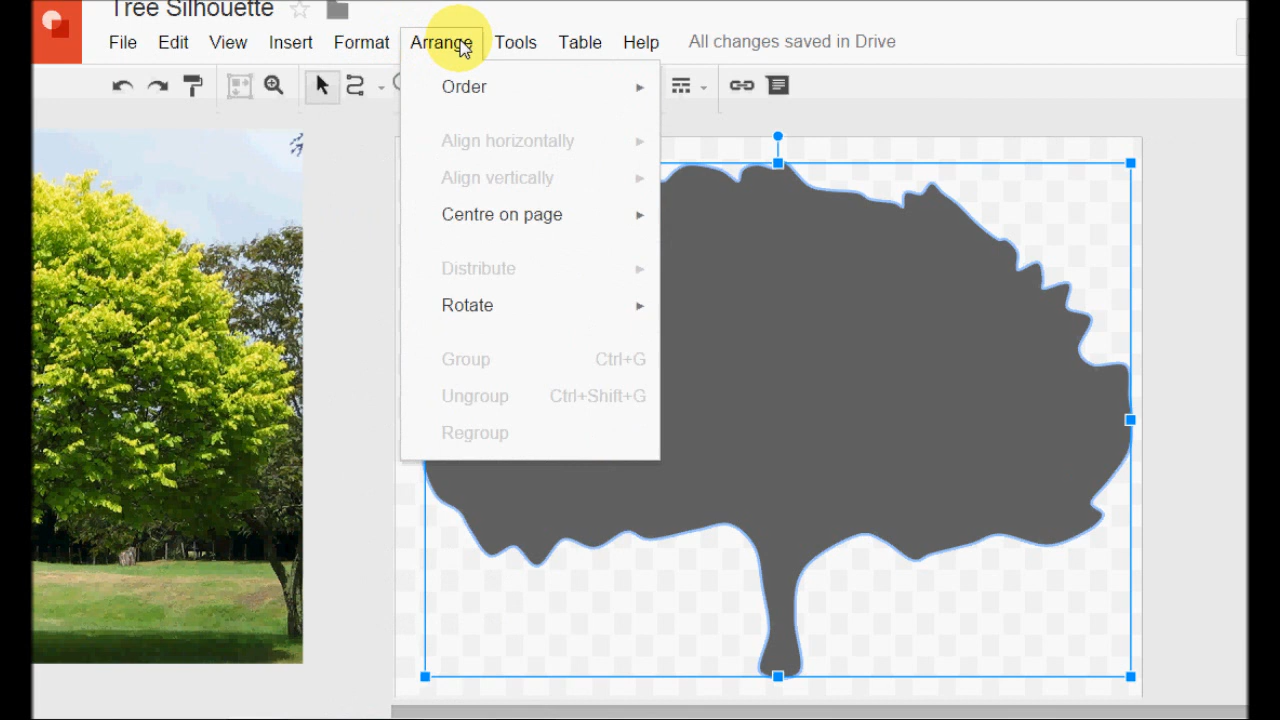 Tree Silhouette
File Edit View Insert Format Arrange Tools Table Help All changes saved in Drive
Order
Align horizontally
Align vertically
Centre on page
Distribute
Rotate
Group Ctrl+G
Ungroup Ctrl+Shift+G
Regroup